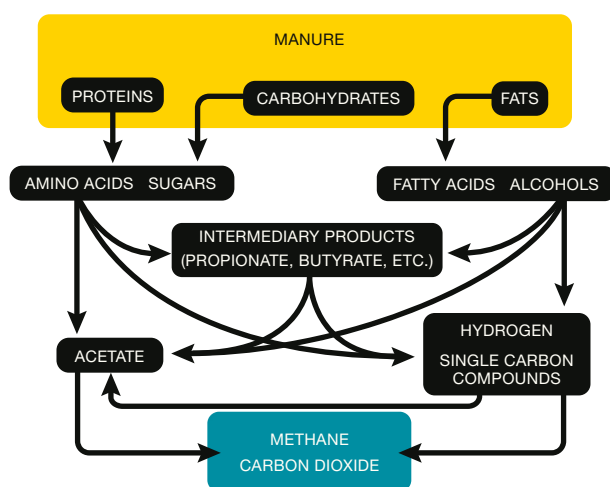 MANURE
PROTEINS
CARBOHYDRATES
FATS
AMINO ACIDS SUGARS
FATTY ACIDS ALCOHOLS
INTERMEDIARY PRODUCTS
(PROPIONATE, BUTYRATE, ETC.)
ACETATE
HYDROGEN
SINGLE CARBON
COMPOUNDS
METHANE
CARBON DIOXIDE